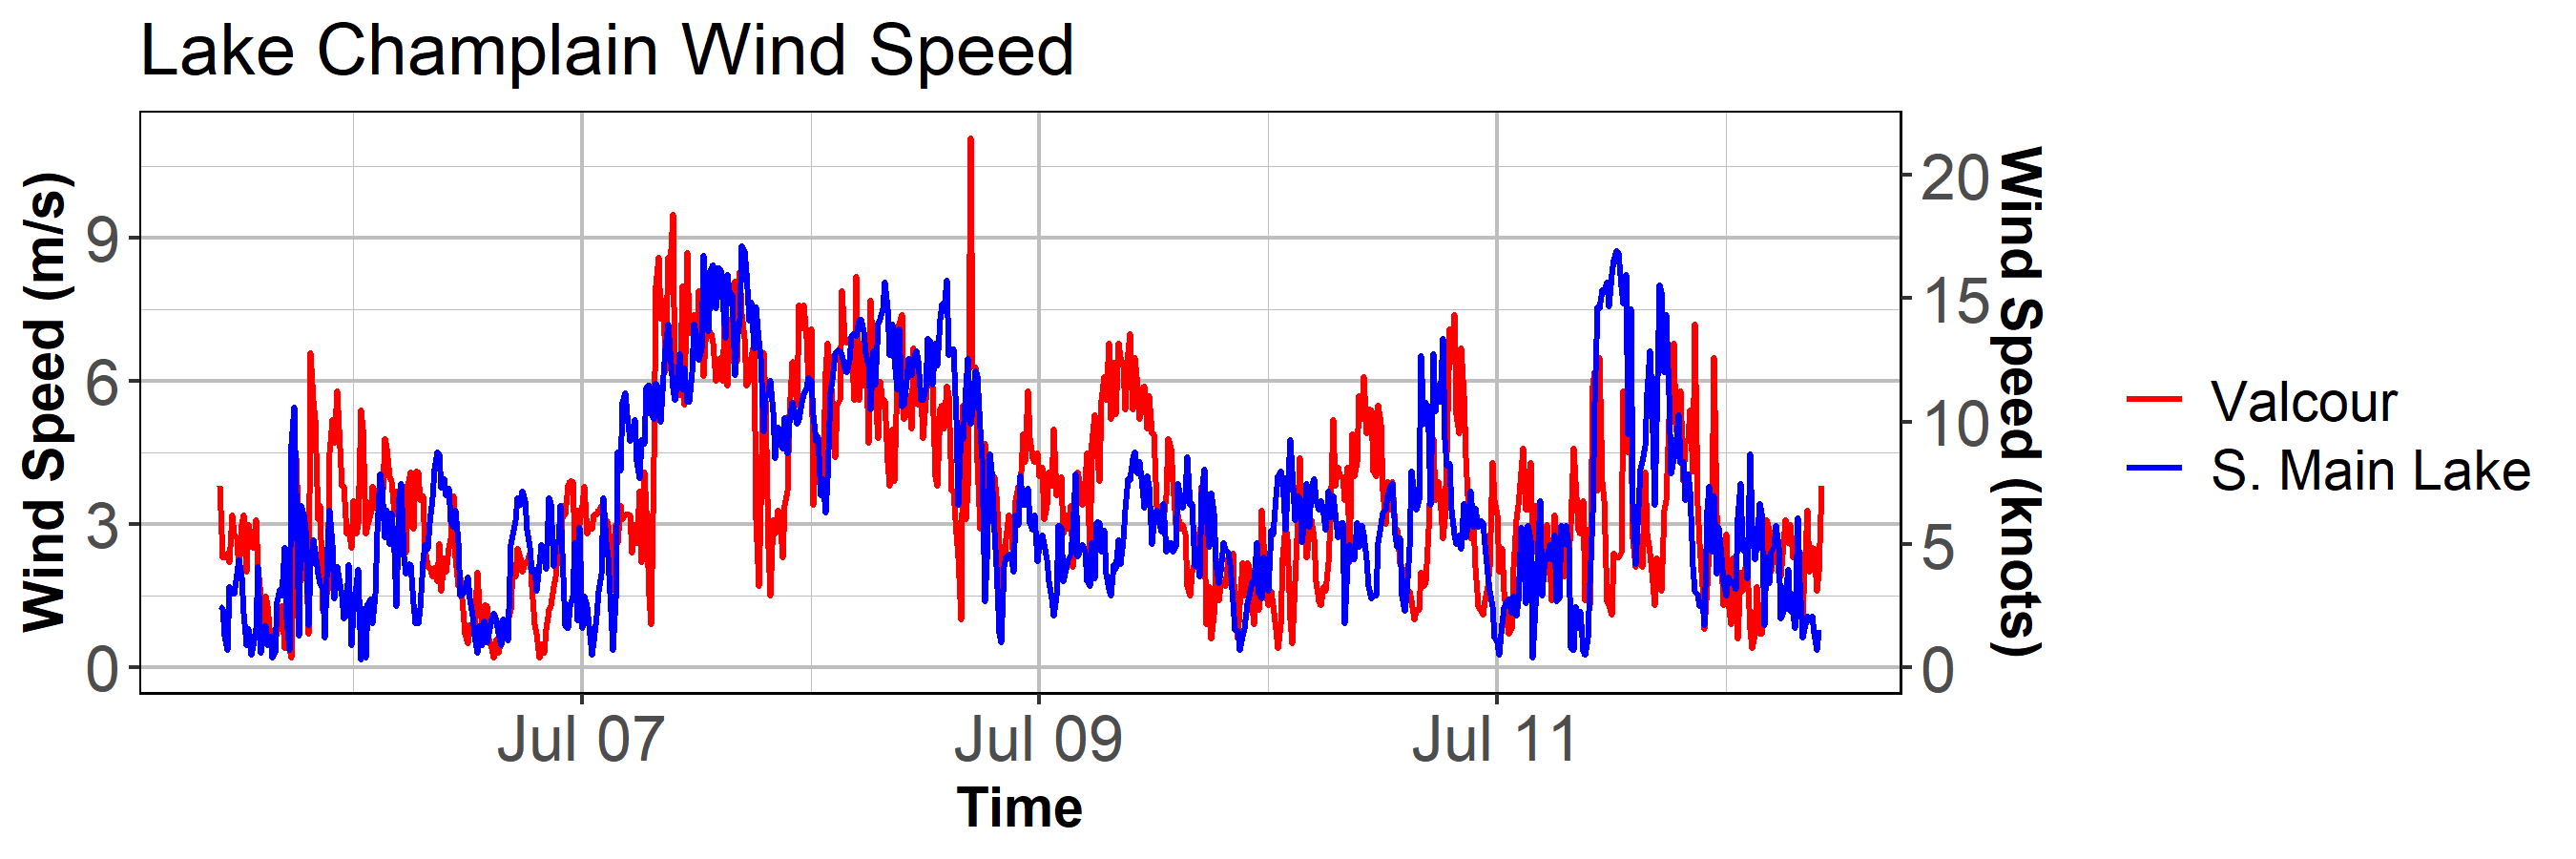 Lake Champlain Wind Speed
Wind Speed (m/s)
9
6
3
0
20
15
10
5
0
Wind Speed (knots)
Jul 07
Jul 09
Jul 11
Time
Valcour
S. Main Lake